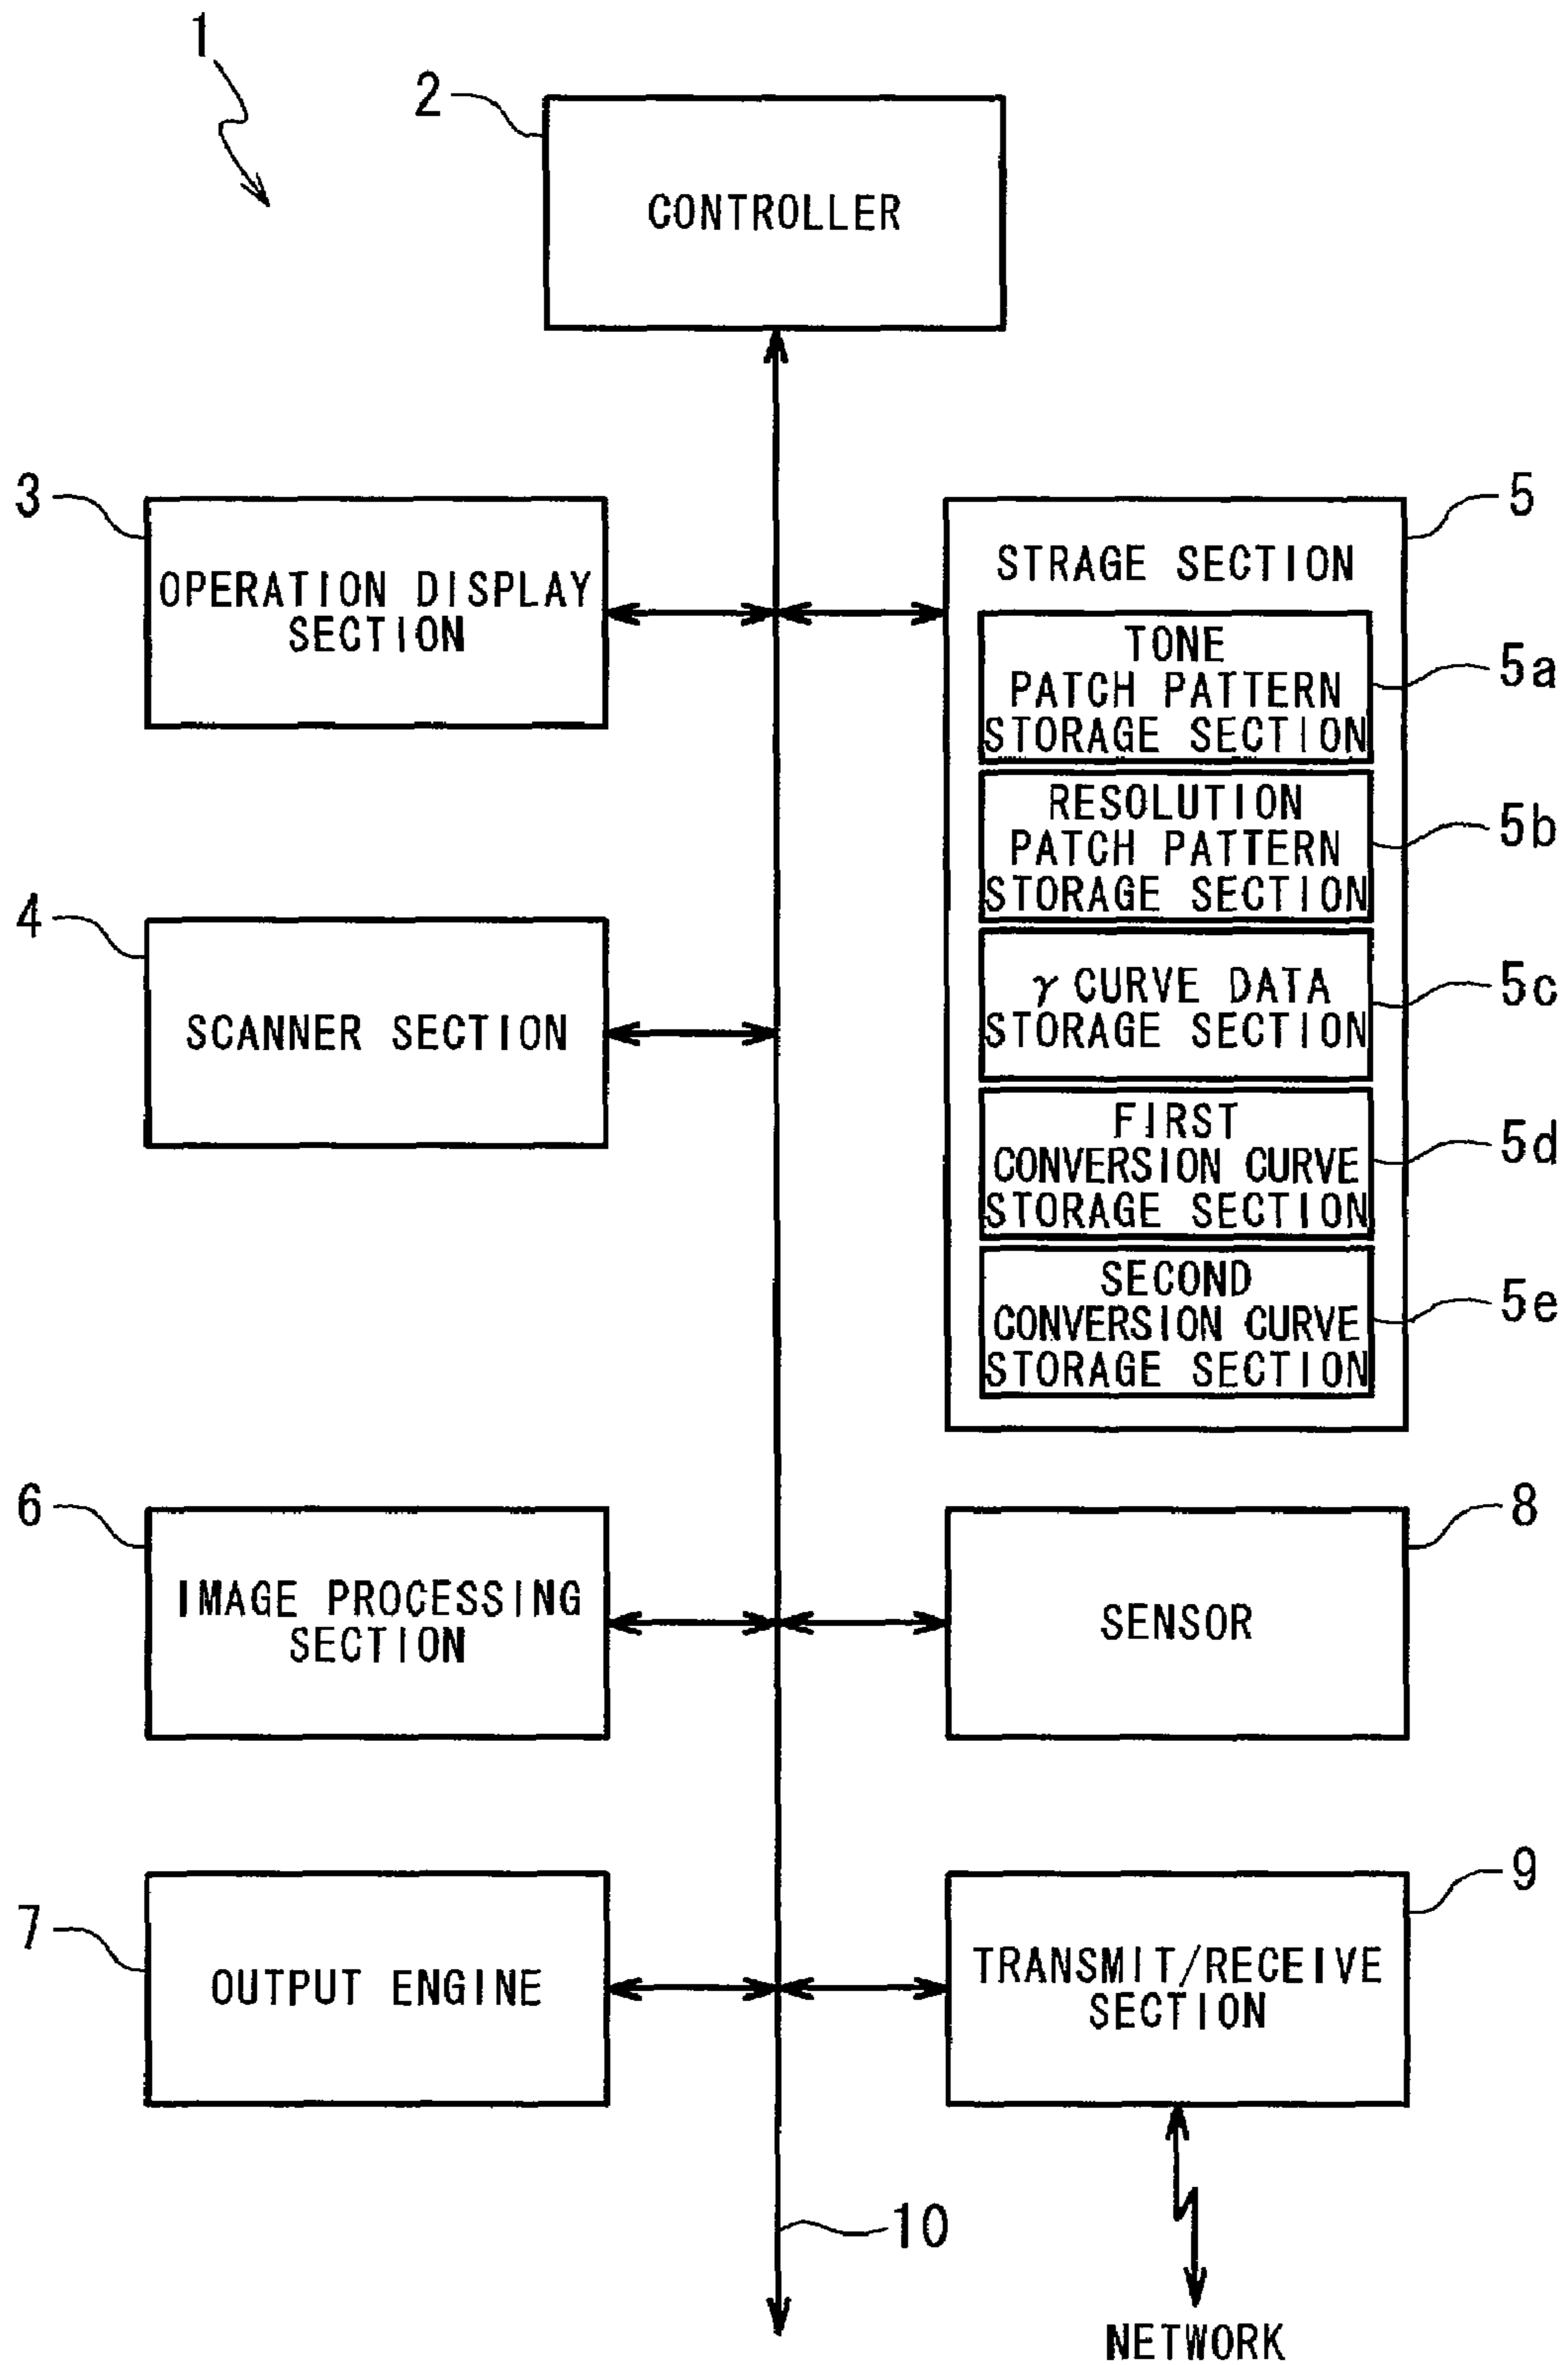 1
2
CONTROLLER
3
OPERATION DISPLAY
SECTION
5
STRAGE SECTION
TONE
PATCH PATTERN
STORAGE SECTION
5a
RESOLUTION
PATCH PATTERN
STORAGE SECTION
5b
4
SCANNER SECTION
γ CURVE DATA
STORAGE SECTION
5c
FIRST
CONVERSION CURVE
STORAGE SECTION
5d
SECOND
CONVERSION CURVE
STORAGE SECTION
5e
6
IMAGE PROCESSING
SECTION
8
SENSOR
7
OUTPUT ENGINE
9
TRANSMIT/RECEIVE
SECTION
10
NETWORK